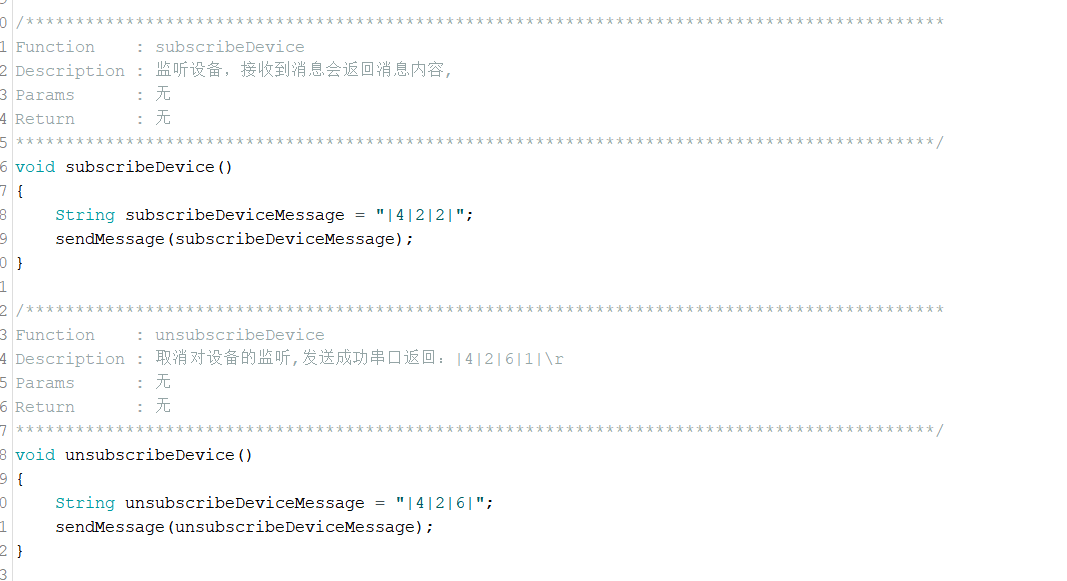 0 /********************************************************************************************
1 Function    : subscribeDevice
2 Description : 监听设备，接收到消息会返回消息内容,
3 Params      : 无
4 Return      : 无
5 ********************************************************************************************/
6 void subscribeDevice()
7 {
8     String subscribeDeviceMessage = "|4|2|2|";
9     sendMessage(subscribeDeviceMessage);
0 }
1
2 /********************************************************************************************
3 Function    : unsubscribeDevice
4 Description : 取消对设备的监听,发送成功串口返回：|4|2|6|1|\r
5 Params      : 无
6 Return      : 无
7 ********************************************************************************************/
8 void unsubscribeDevice()
9 {
0     String unsubscribeDeviceMessage = "|4|2|6|";
1     sendMessage(unsubscribeDeviceMessage);
2 }
3